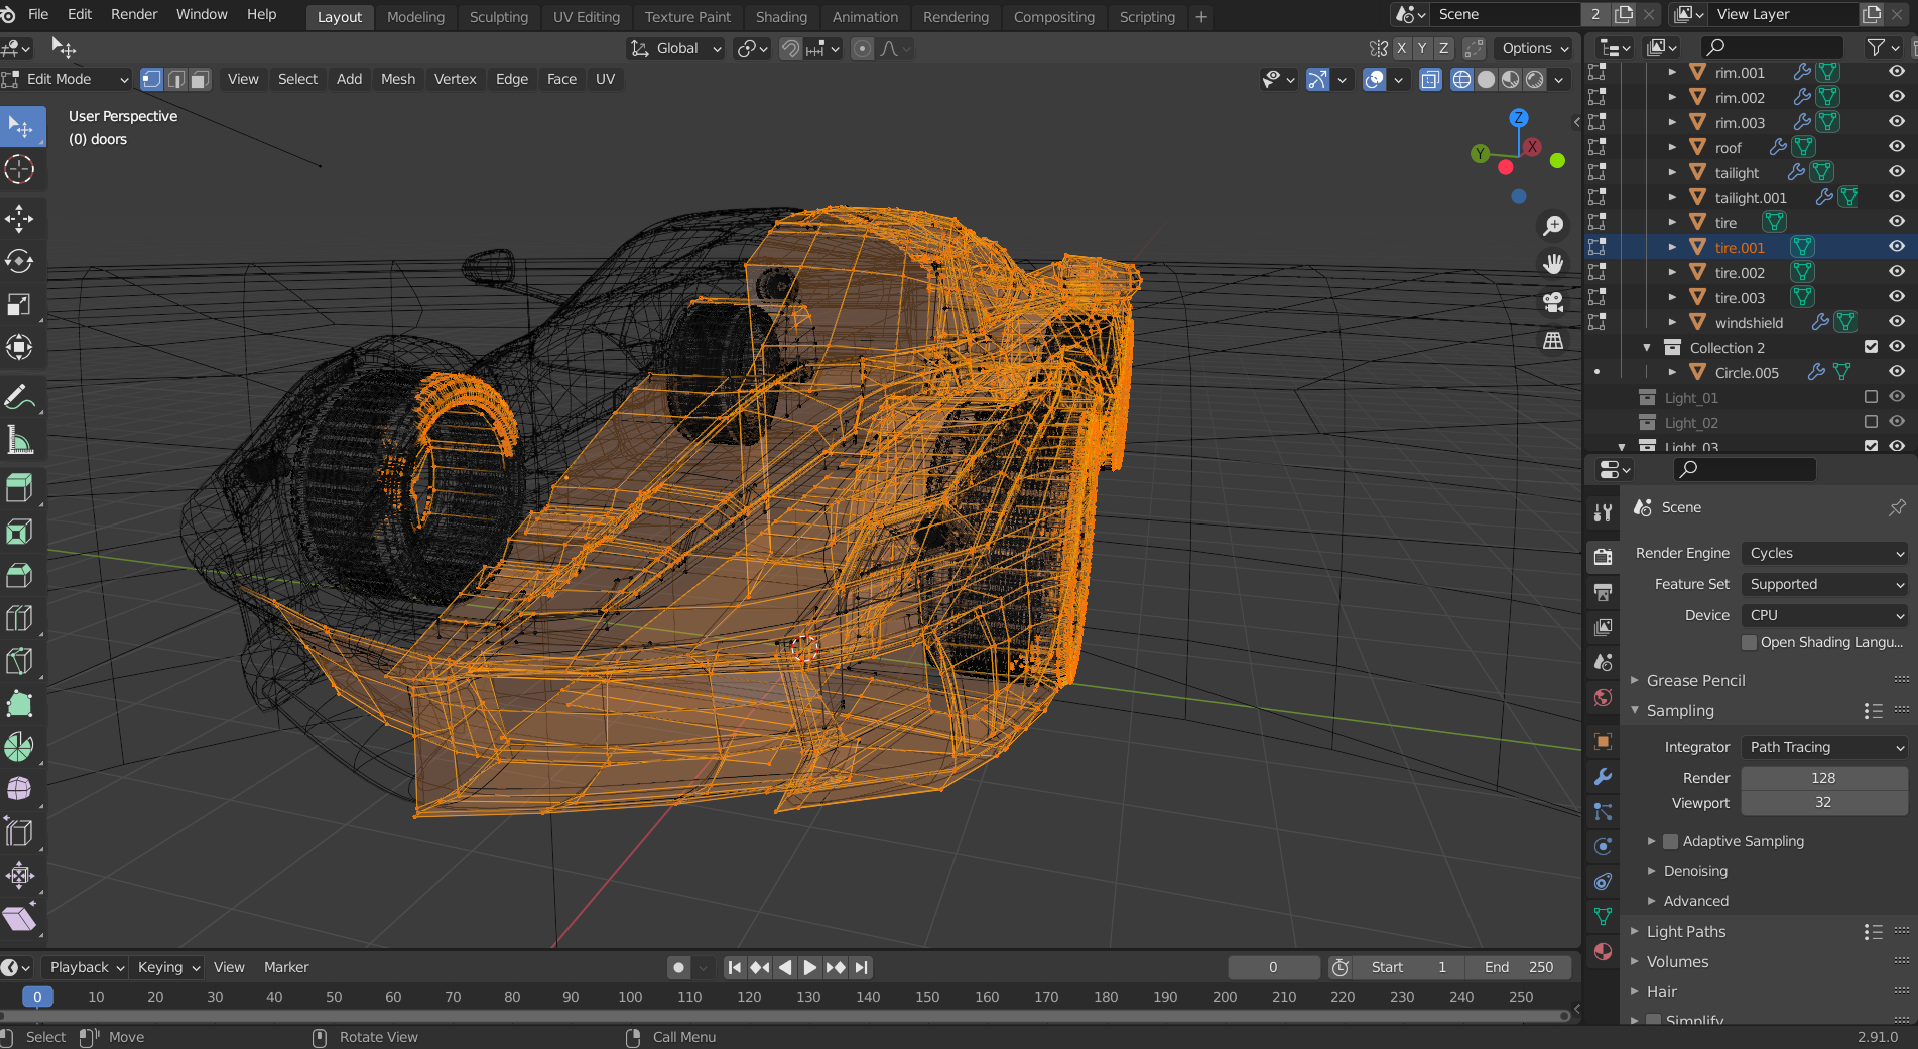 File Edit Render Window Help Layout Modeling Sculpting UV Editing Texture Paint Shading Animation Rendering Compositing Scripting + Scene 2 View Layer
Global X Y Z Options
Edit Mode View Select Add Mesh Vertex Edge Face UV
User Perspective
(0) doors
Z
Y X
rim.001
rim.002
rim.003
roof
tailight
tailight.001
tire
tire.001
tire.002
tire.003
windshield
Collection 2
Circle.005
Light_01
Light_02
Light_03
Scene
Render Engine Cycles
Feature Set Supported
Device CPU
Open Shading Langu...
Grease Pencil
Sampling
Integrator Path Tracing
Render 128
Viewport 32
Adaptive Sampling
Denoising
Advanced
Light Paths
Volumes
Hair
Simplify
Playback Keying View Marker 0 Start 1 End 250
0 10 20 30 40 50 60 70 80 90 100 110 120 130 140 150 160 170 180 190 200 210 220 230 240 250
Select Move Rotate View Call Menu 2.91.0